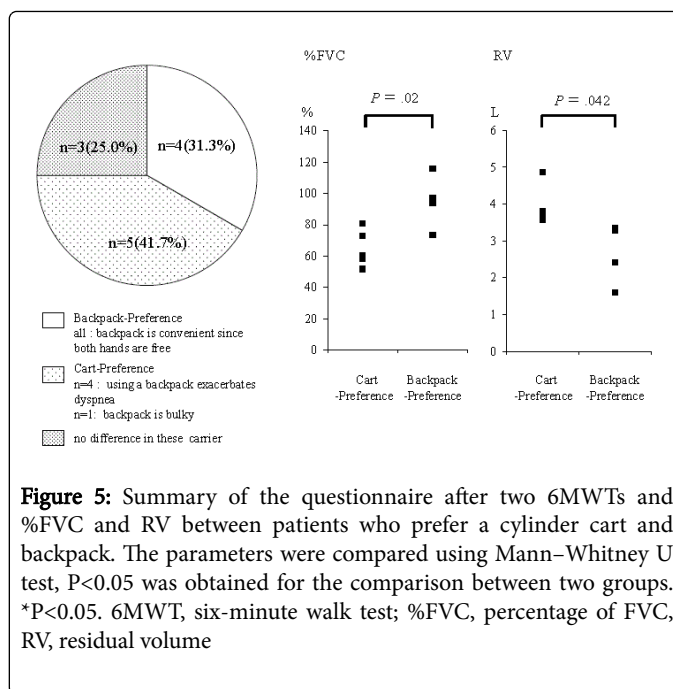 n=3(25.0%)
n=4(31.3%)
n=5(41.7%)
Backpack-Preference
all : backpack is convenient since
both hands are free
Cart-Preference
n=4 : using a backpack exacerbates
dyspnea
n=1: backpack is bulky
no difference in these carrier
%FVC
P = .02
%
140
120
100
80
60
40
20
0
Cart
-Preference
Backpack
-Preference
RV
P = .042
L
6
5
4
3
2
1
0
Cart
-Preference
Backpack
-Preference
Figure 5: Summary of the questionnaire after two 6MWTs and
%FVC and RV between patients who prefer a cylinder cart and
backpack. The parameters were compared using Mann–Whitney U
test, P<0.05 was obtained for the comparison between two groups.
*P<0.05. 6MWT, six-minute walk test; %FVC, percentage of FVC,
RV, residual volume